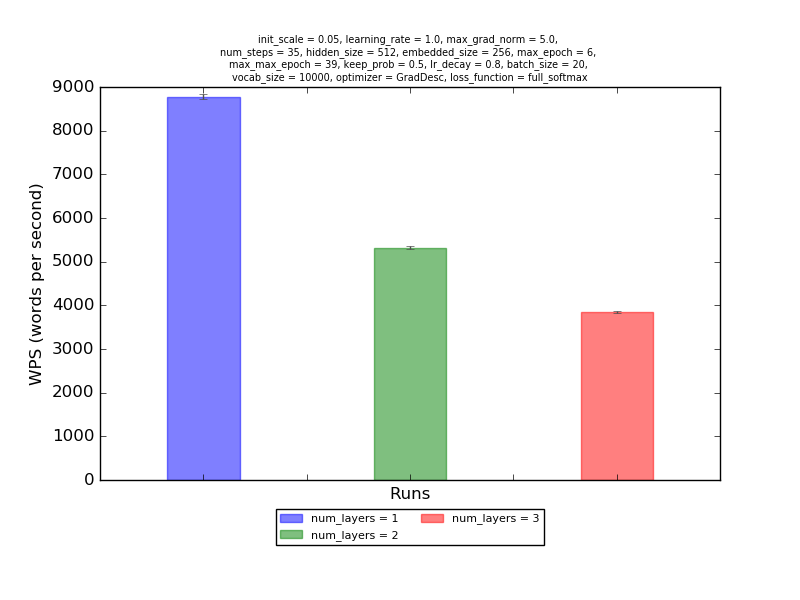 init_scale = 0.05, learning_rate = 1.0, max_grad_norm = 5.0,
num_steps = 35, hidden_size = 512, embedded_size = 256, max_epoch = 6,
max_max_epoch = 39, keep_prob = 0.5, lr_decay = 0.8, batch_size = 20,
vocab_size = 10000, optimizer = GradDesc, loss_function = full_softmax
9000
8000
7000
6000
5000
4000
3000
2000
1000
0
WPS (words per second)
Runs
num_layers = 1
num_layers = 2
num_layers = 3